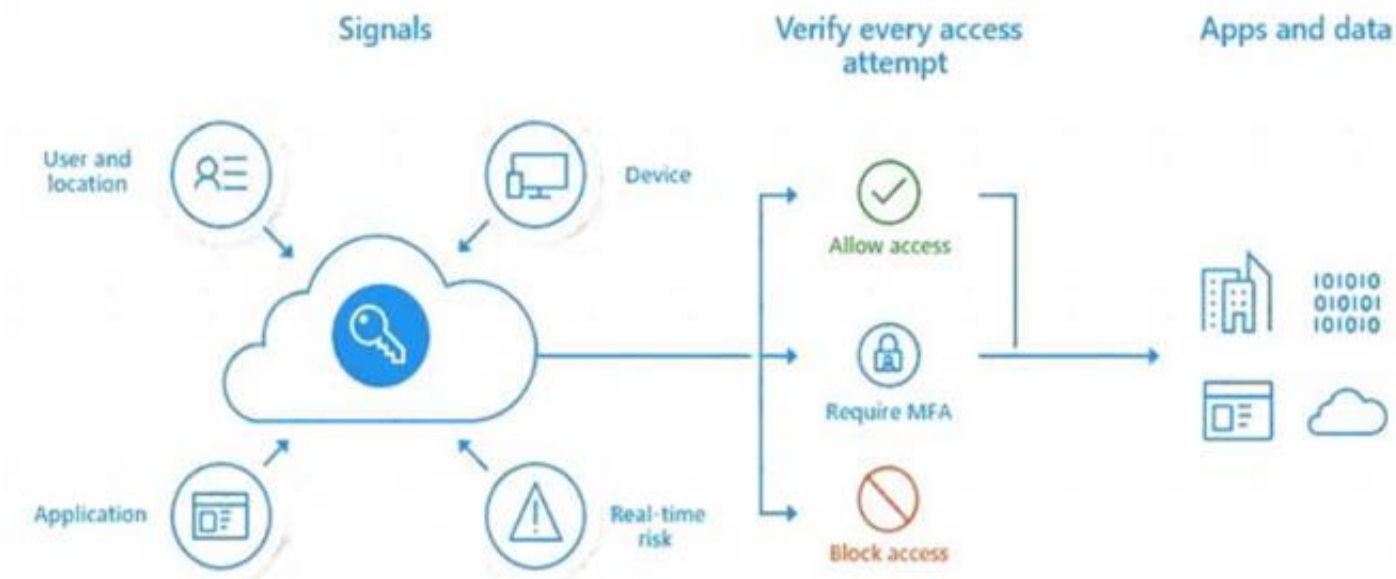 Signals
Verify every access
attempt
Apps and data
User and
location
Device
Allow access
101010
010101
101010
Require MFA
Application
Real-time
risk
Block access